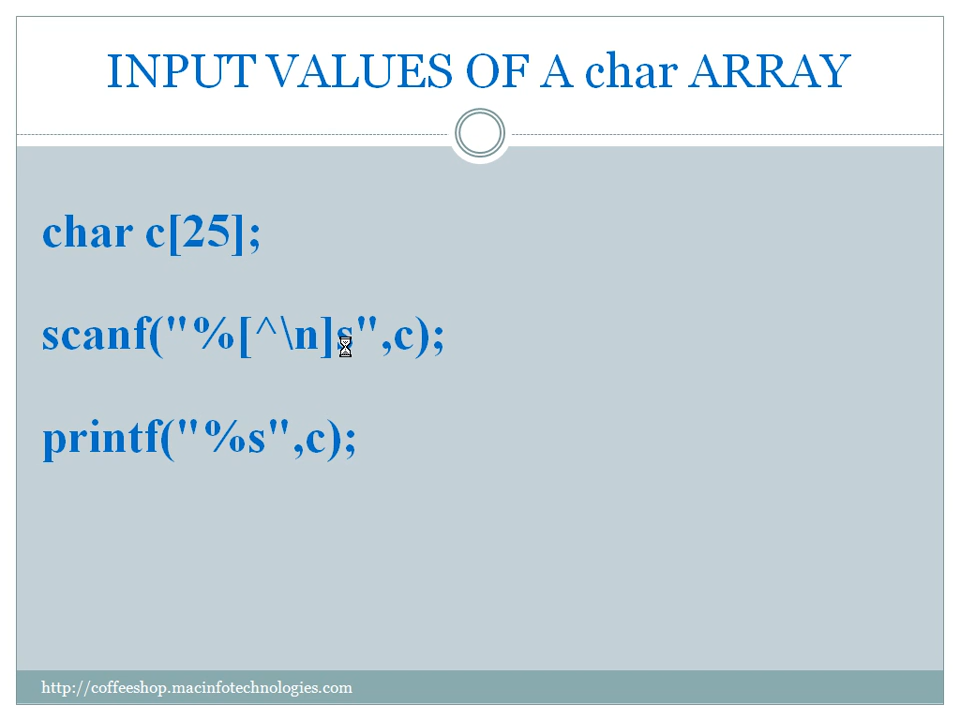 INPUT VALUES OF A char ARRAY
char c[25];
scanf("%[^\n]s",c);
printf("%s",c);
http://coffeeshop.macinfotechnologies.com